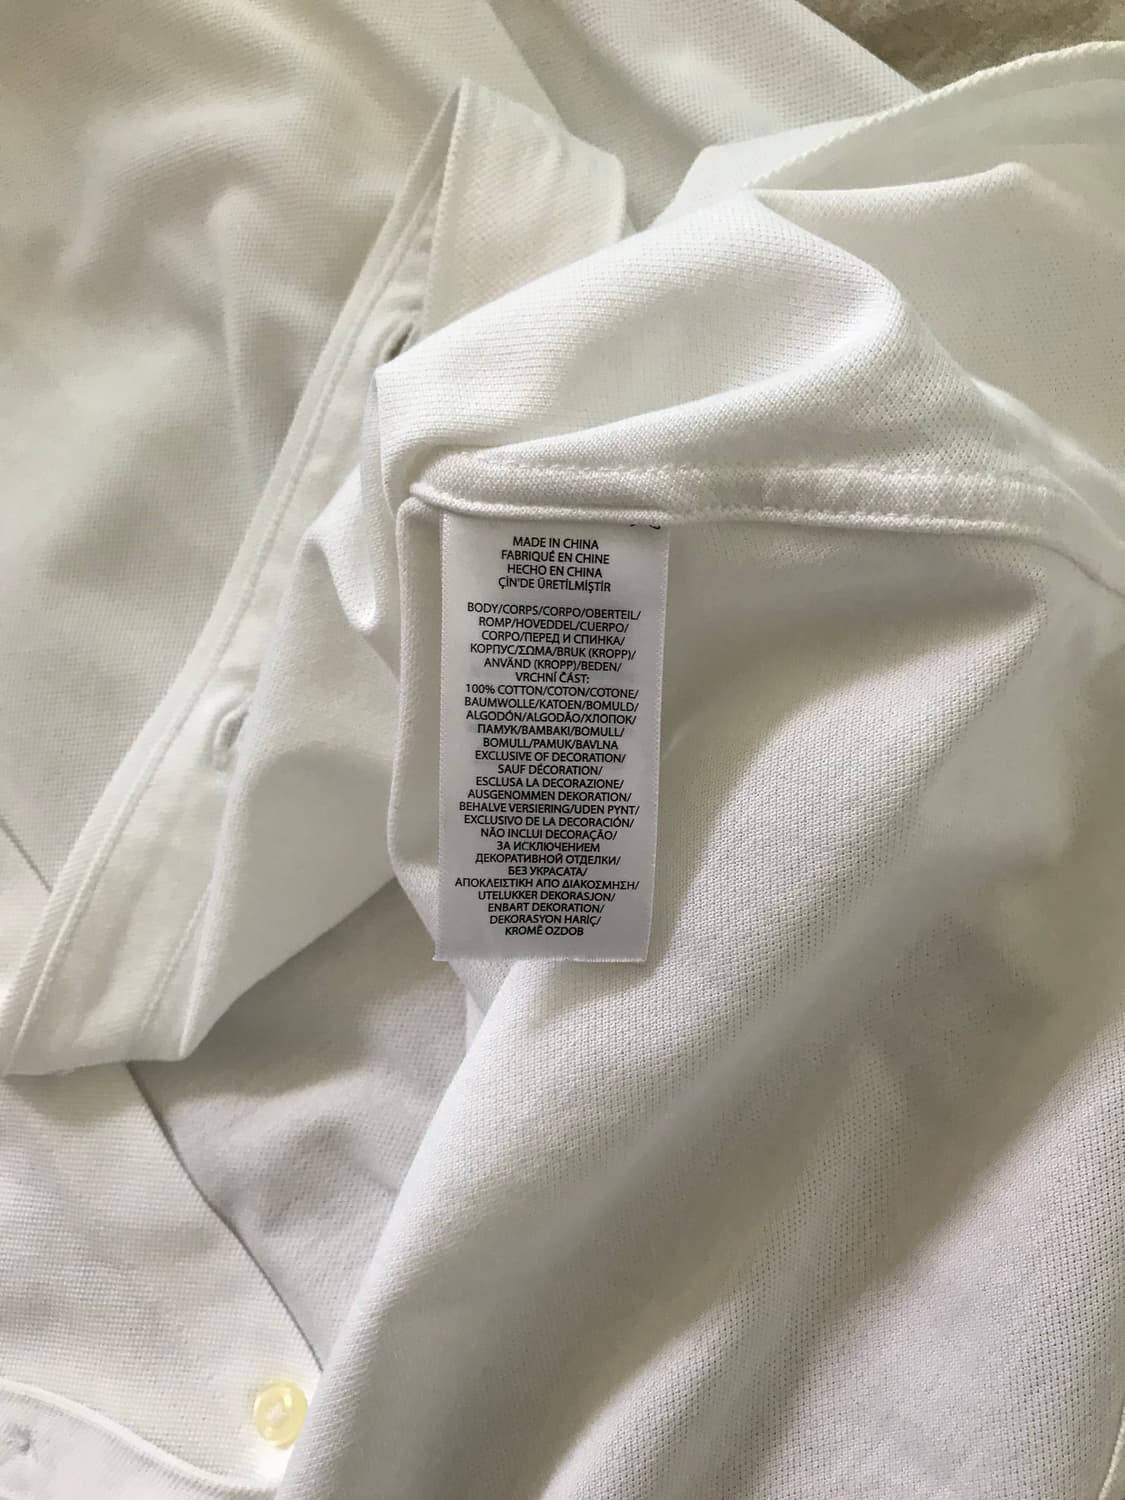 MADE IN CHINA
FABRIQUÉ EN CHINE
HECHO EN CHINA
ÇİN'DE ÜRETİLMİŞTİR
BODY/CORPS/CORPO/OBERTEIL/
ROMP/HOVEDDEL/CUERPO/
CORPO/ПЕРЕД И СПИНКА/
КОРПУС/ΣΩΜΑ/BRUK (KROPP)/
ANVÄND (KROPP)/BEDEN/
VRCHNÍ ČÁST:
100% COTTON/COTON/COTONE/
BAUMWOLLE/KATOEN/BOMULD/
ALGODÓN/ALGODÃO/ХЛОПОК/
ПАМУК/ΒΑΜΒΑΚΙ/BOMULL/
BOMULL/PAMUK/BAVLNA
EXCLUSIVE OF DECORATION/
SAUF DÉCORATION/
ESCLUSA LA DECORAZIONE/
AUSGENOMMEN DEKORATION/
BEHALVE VERSIERING/UDEN PYNT/
EXCLUSIVO DE LA DECORACIÓN/
NÃO INCLUI DECORAÇÃO/
ЗА ИСКЛЮЧЕНИЕМ
ДЕКОРАТИВНОЙ ОТДЕЛКИ/
БЕЗ УКРАСАТА/
ΑΠΟΚΛΕΙΣΤΙΚΗ ΑΠΟ ΔΙΑΚΟΣΜΗΣΗ/
UTELUKKER DEKORASJON/
ENBART DEKORATION/
DEKORASYON HARİÇ/
KROMĚ OZDOB